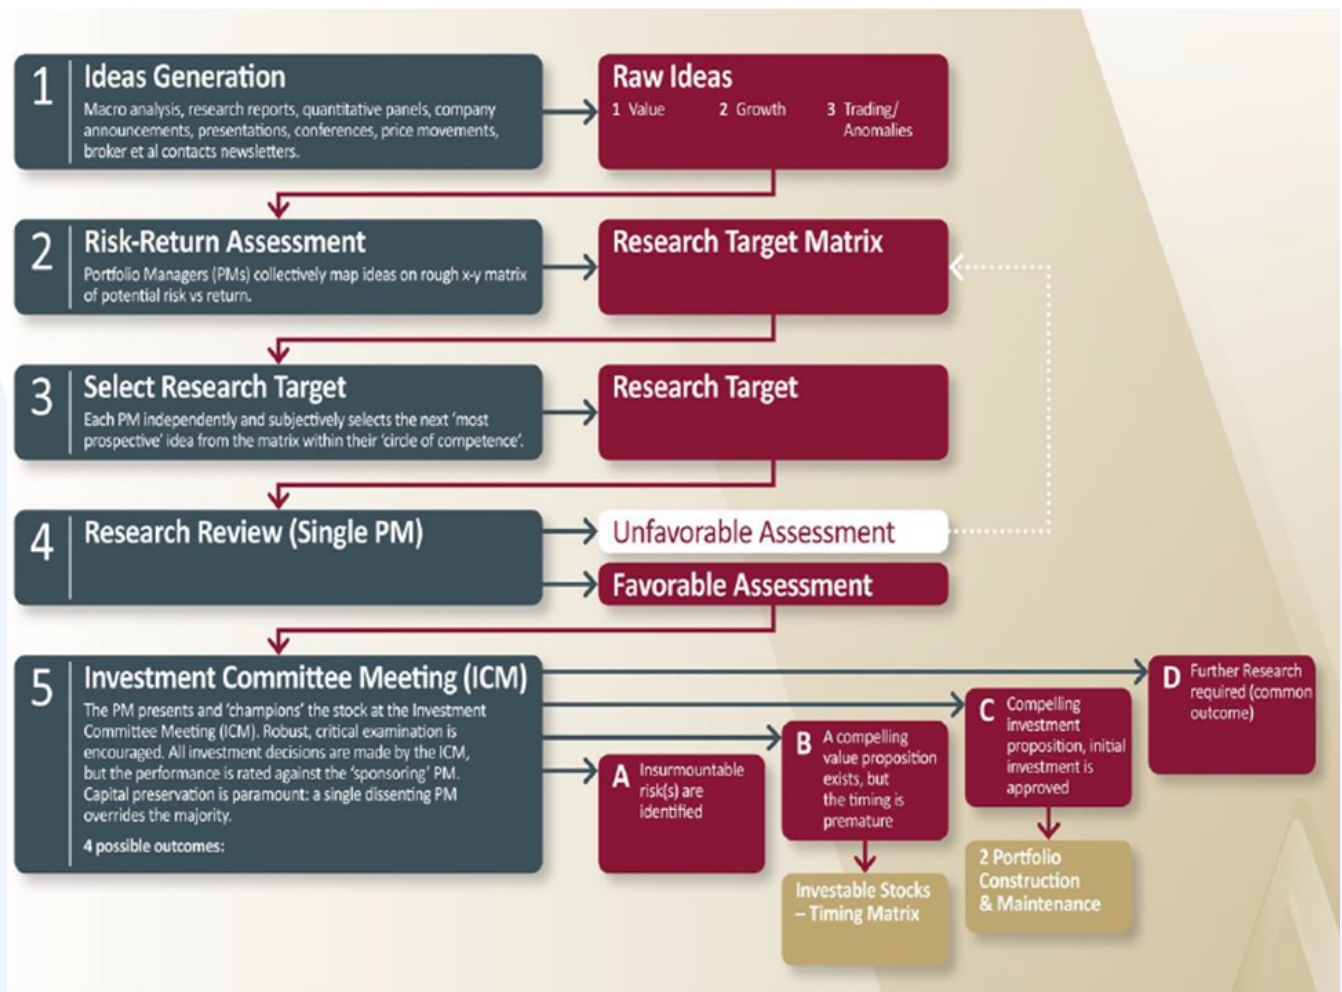 1
Ideas Generation
Macro analysis, research reports, quantitative panels, company
announcements, presentations, conferences, price movements,
broker et al contacts newsletters.
Raw Ideas
1 Value 2 Growth 3 Trading/
Anomalies
2
Risk-Return Assessment
Portfolio Managers (PMs) collectively map ideas on rough x-y matrix
of potential risk vs return.
Research Target Matrix
3
Select Research Target
Each PM independently and subjectively selects the next ‘most
prospective’ idea from the matrix within their ‘circle of competence’.
Research Target
4
Research Review (Single PM)
Unfavorable Assessment
Favorable Assessment
5
Investment Committee Meeting (ICM)
The PM presents and ‘champions’ the stock at the Investment
Committee Meeting (ICM). Robust, critical examination is
encouraged. All investment decisions are made by the ICM,
but the performance is rated against the ‘sponsoring’ PM.
Capital preservation is paramount: a single dissenting PM
overrides the majority.
4 possible outcomes:
A Insurmountable
risk(s) are
identified
B A compelling
value proposition
exists, but
the timing is
premature
Investable Stocks
– Timing Matrix
C Compelling
investment
proposition, initial
investment is
approved
2 Portfolio
Construction
& Maintenance
D Further Research
required (common
outcome)